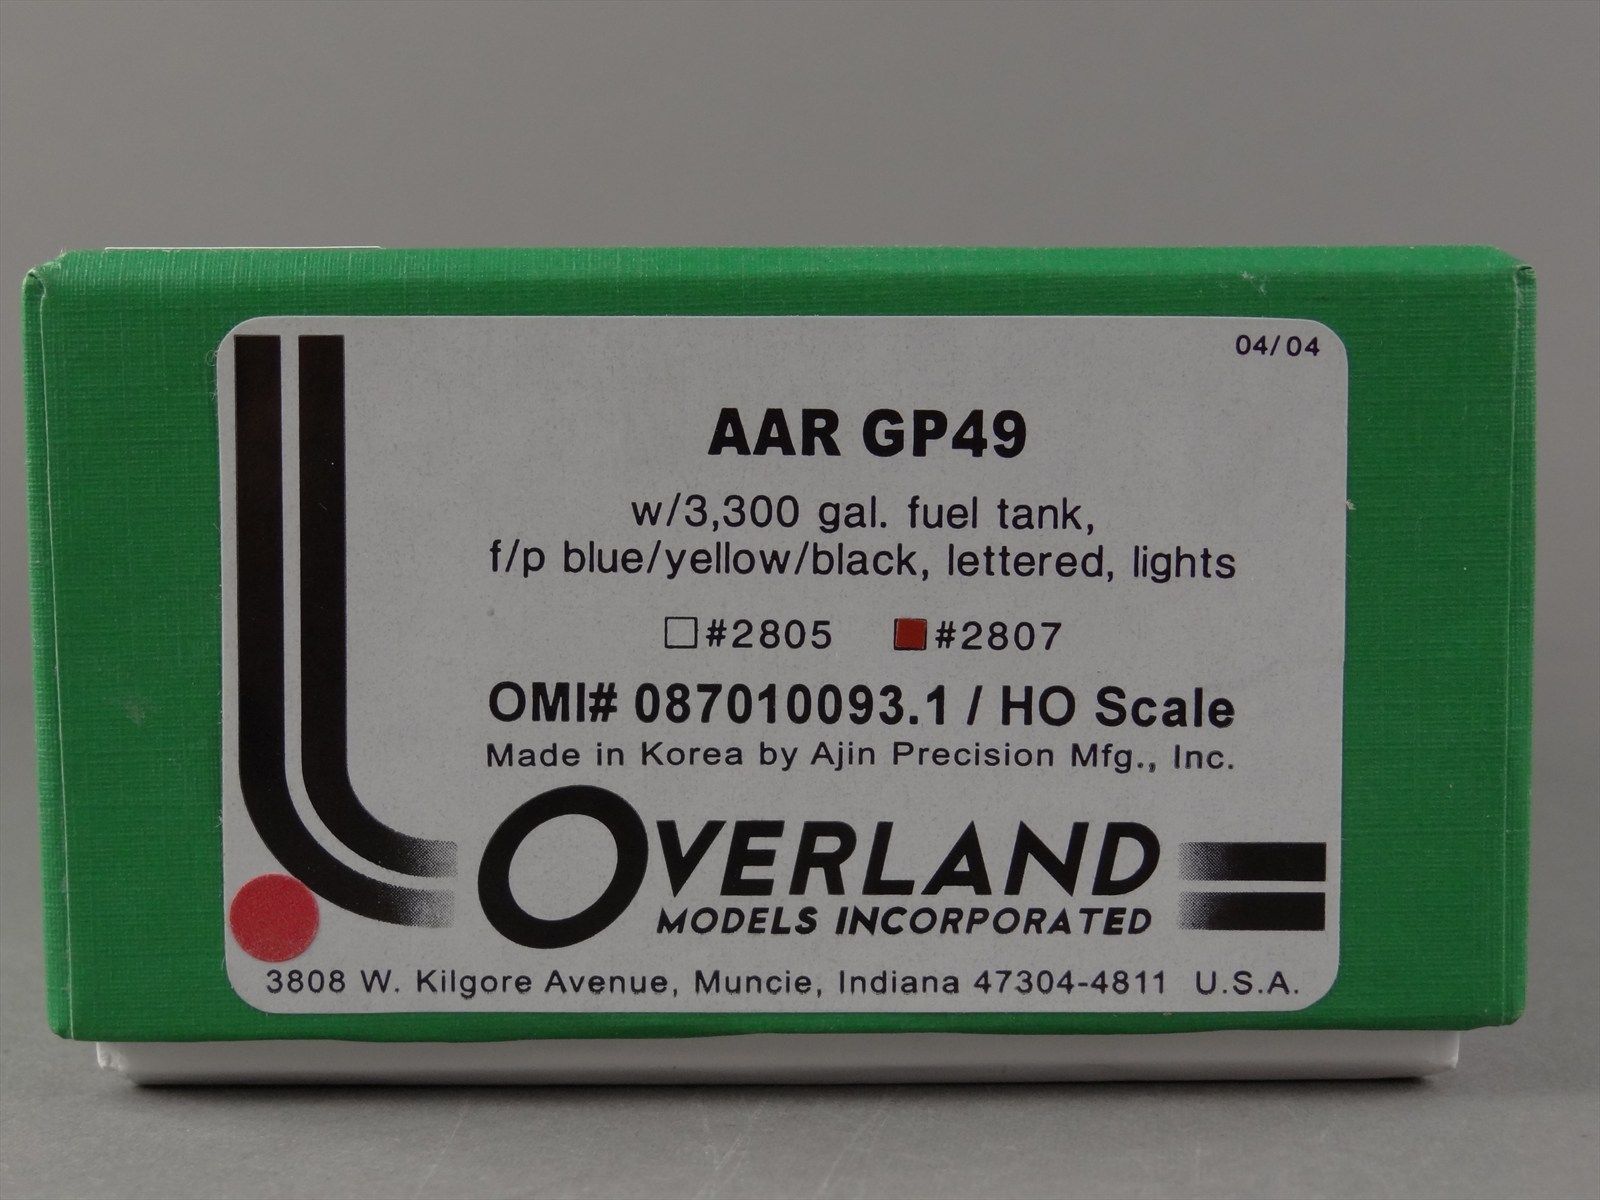 04/04
AAR GP49
w/3,300 gal. fuel tank,
f/p blue/yellow/black, lettered, lights
#2805 #2807
OMI# 087010093.1 / HO Scale
Made in Korea by Ajin Precision Mfg., Inc.
OVERLAND
MODELS INCORPORATED
3808 W. Kilgore Avenue, Muncie, Indiana 47304-4811 U.S.A.